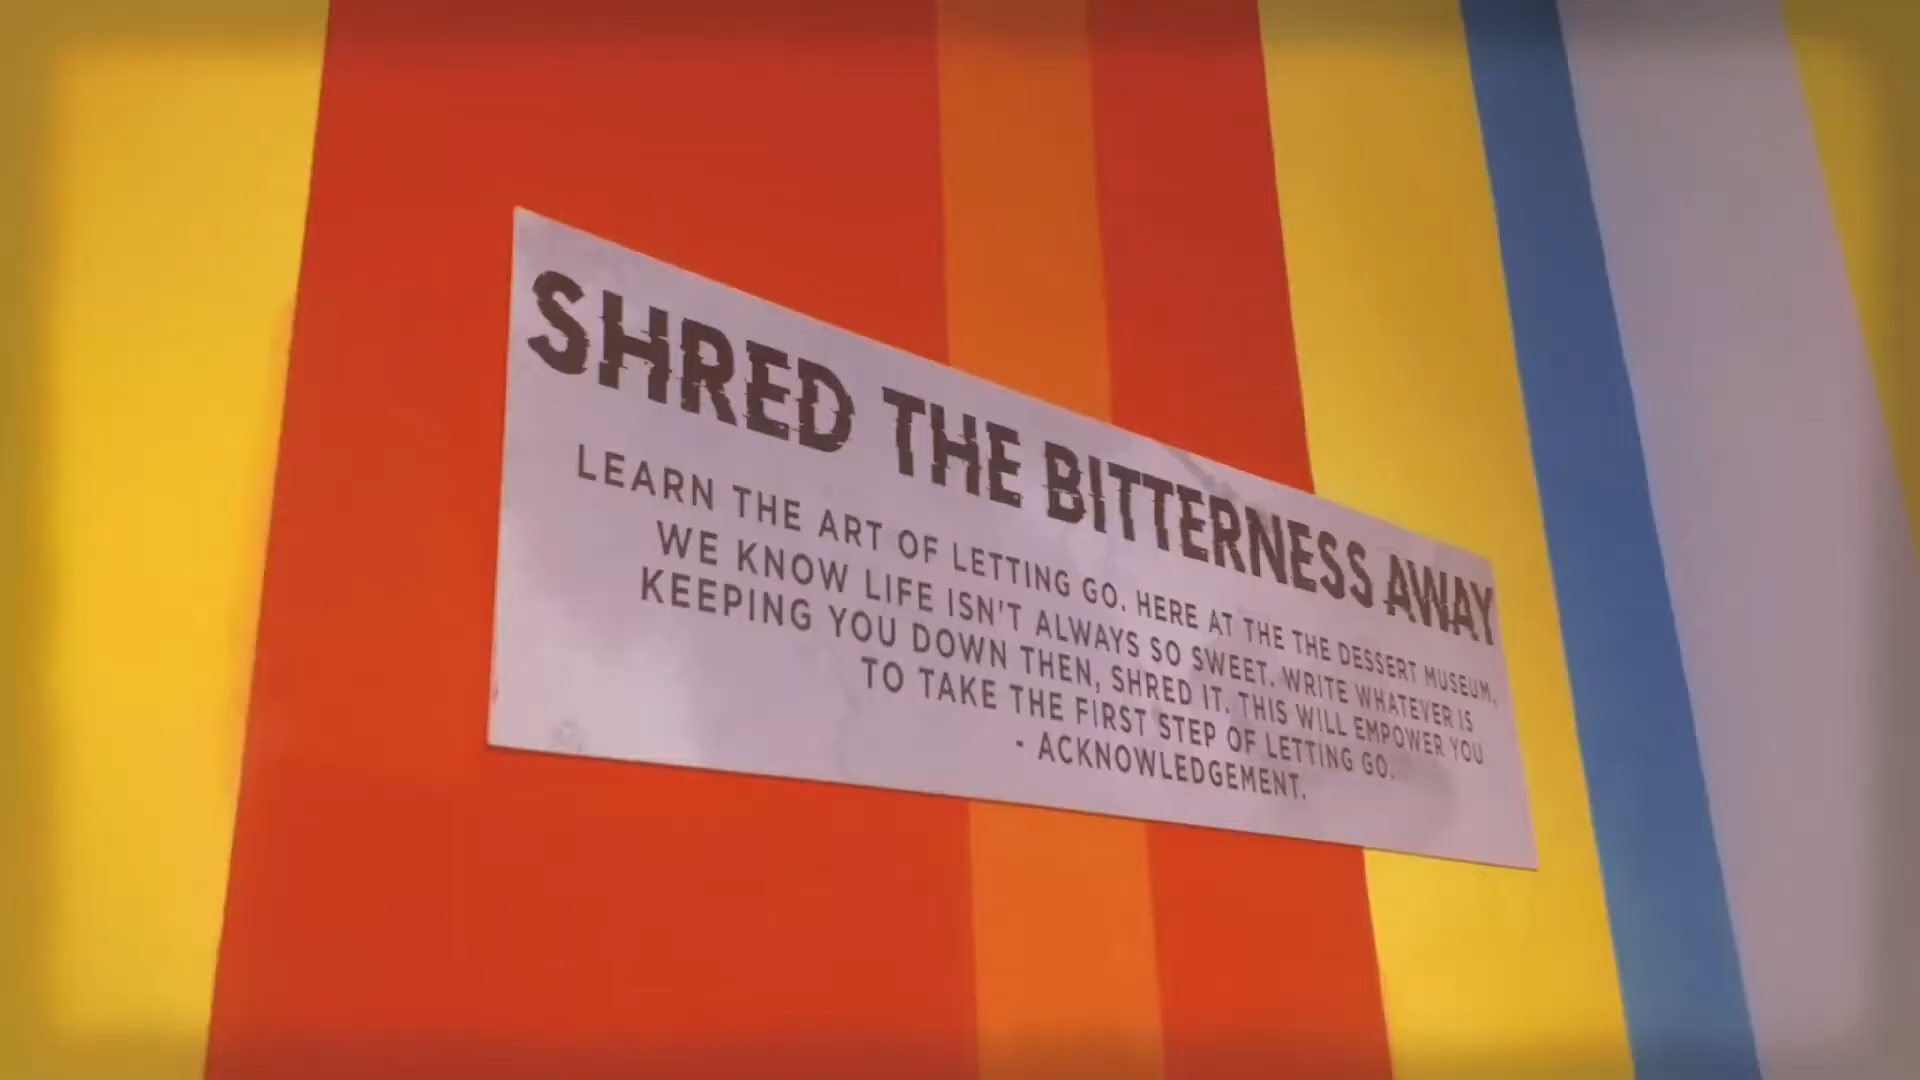 SHRED THE BITTERNESS AWAY
LEARN THE ART OF LETTING GO. HERE AT THE THE DESSERT MUSEUM,
WE KNOW LIFE ISN'T ALWAYS SO SWEET. WRITE WHATEVER IS
KEEPING YOU DOWN THEN, SHRED IT. THIS WILL EMPOWER YOU
TO TAKE THE FIRST STEP OF LETTING GO.
- ACKNOWLEDGEMENT.